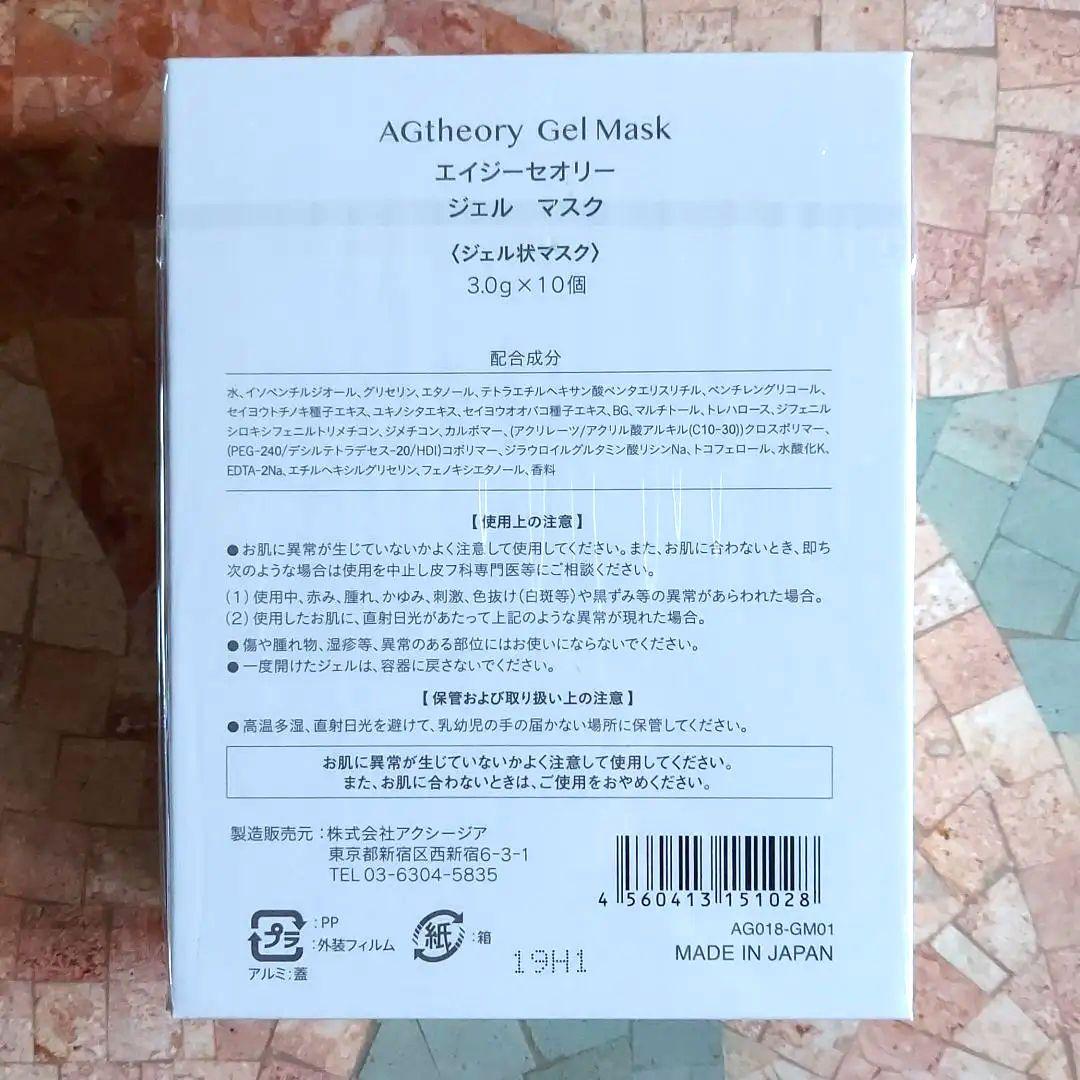 AGtheory Gel Mask
エイジーセオリー
ジェル マスク
〈ジェル状マスク〉
3.0g×10個
配合成分
水、イソペンチルジオール、グリセリン、エタノール、テトラエチルヘキサン酸ペンタエリスリチル、ペンチレングリコール、
セイヨウトチノキ種子エキス、ユキノシタエキス、セイヨウオオバコ種子エキス、BG、マルチトール、トレハロース、ジフェニル
シロキシフェニルトリメチコン、ジメチコン、カルボマー、(アクリレーツ/アクリル酸アルキル(C10-30))クロスポリマー、
(PEG-240/デシルテトラデセス-20/HDI)コポリマー、ジラウロイルグルタミン酸リシンNa、トコフェロール、水酸化K、
EDTA-2Na、エチルヘキシルグリセリン、フェノキシエタノール、香料
【使用上の注意】
●お肌に異常が生じていないかよく注意して使用してください。また、お肌に合わないとき、即ち
次のような場合は使用を中止し皮フ科専門医等にご相談ください。
(1)使用中、赤み、腫れ、かゆみ、刺激、色抜け(白斑等)や黒ずみ等の異常があらわれた場合。
(2)使用したお肌に、直射日光があたって上記のような異常が現れた場合。
●傷や腫れ物、湿疹等、異常のある部位にはお使いにならないでください。
●一度開けたジェルは、容器に戻さないでください。
【保管および取り扱い上の注意】
●高温多湿、直射日光を避けて、乳幼児の手の届かない場所に保管してください。
お肌に異常が生じていないかよく注意して使用してください。
また、お肌に合わないときは、ご使用をおやめください。
製造販売元:株式会社アクシージア
東京都新宿区西新宿6-3-1
TEL 03-6304-5835
4 560413 151028
AG018-GM01
MADE IN JAPAN
プラ :PP
:外装フィルム
アルミ:蓋
紙 :箱
19H1